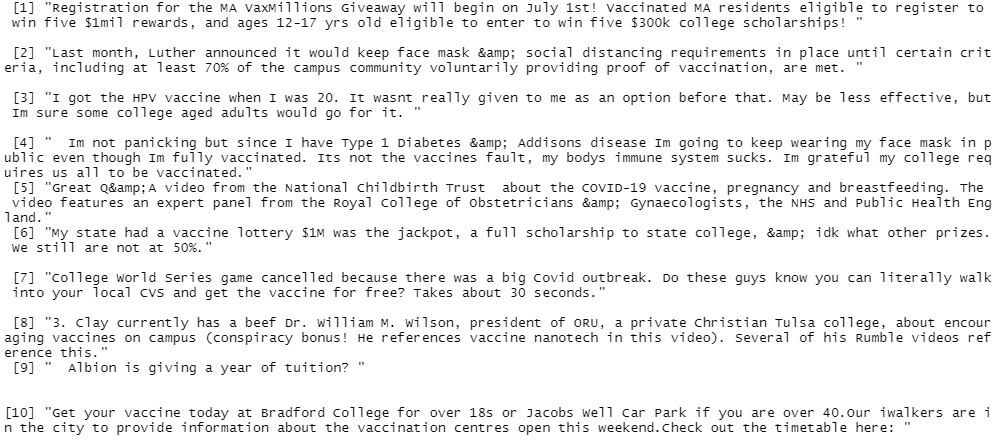 [1] "Registration for the MA VaxMillions Giveaway will begin on July 1st! Vaccinated MA residents eligible to register to
win five $1mil rewards, and ages 12-17 yrs old eligible to enter to win five $300k college scholarships! "
[2] "Last month, Luther announced it would keep face mask &amp; social distancing requirements in place until certain crit
eria, including at least 70% of the campus community voluntarily providing proof of vaccination, are met. "
[3] "I got the HPV vaccine when I was 20. It wasnt really given to me as an option before that. May be less effective, but
Im sure some college aged adults would go for it. "
[4] "  Im not panicking but since I have Type 1 Diabetes &amp; Addisons disease Im going to keep wearing my face mask in p
ublic even though Im fully vaccinated. Its not the vaccines fault, my bodys immune system sucks. Im grateful my college req
uires us all to be vaccinated."
[5] "Great Q&amp;A video from the National Childbirth Trust  about the COVID-19 vaccine, pregnancy and breastfeeding. The
video features an expert panel from the Royal College of Obstetricians &amp; Gynaecologists, the NHS and Public Health Eng
land."
[6] "My state had a vaccine lottery $1M was the jackpot, a full scholarship to state college, &amp; idk what other prizes.
We still are not at 50%."
[7] "College World Series game cancelled because there was a big Covid outbreak. Do these guys know you can literally walk
into your local CVS and get the vaccine for free? Takes about 30 seconds."
[8] "3. Clay currently has a beef Dr. William M. Wilson, president of ORU, a private Christian Tulsa college, about encour
aging vaccines on campus (conspiracy bonus! He references vaccine nanotech in this video). Several of his Rumble videos ref
erence this."
[9] "  Albion is giving a year of tuition? "
[10] "Get your vaccine today at Bradford College for over 18s or Jacobs Well Car Park if you are over 40.Our iwalkers are i
n the city to provide information about the vaccination centres open this weekend.Check out the timetable here: "